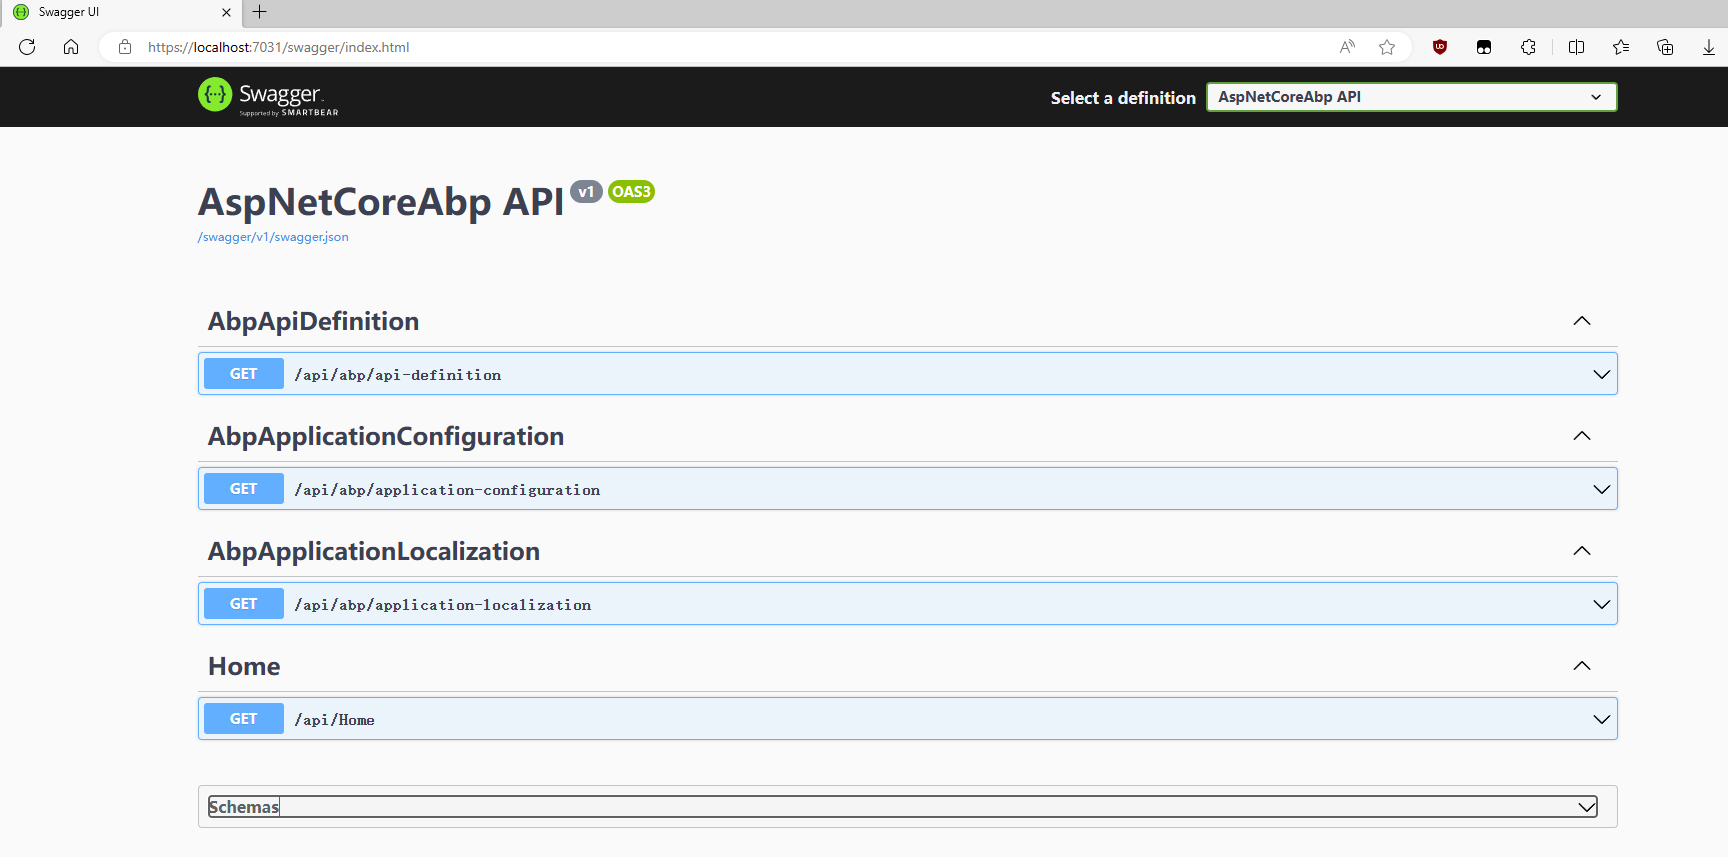 Swagger UI
https://localhost:7031/swagger/index.html
Swagger
Supported by SMARTBEAR
Select a definition
AspNetCoreAbp API
AspNetCoreAbp API v1 OAS3
/swagger/v1/swagger.json
AbpApiDefinition
GET /api/abp/api-definition
AbpApplicationConfiguration
GET /api/abp/application-configuration
AbpApplicationLocalization
GET /api/abp/application-localization
Home
GET /api/Home
Schemas